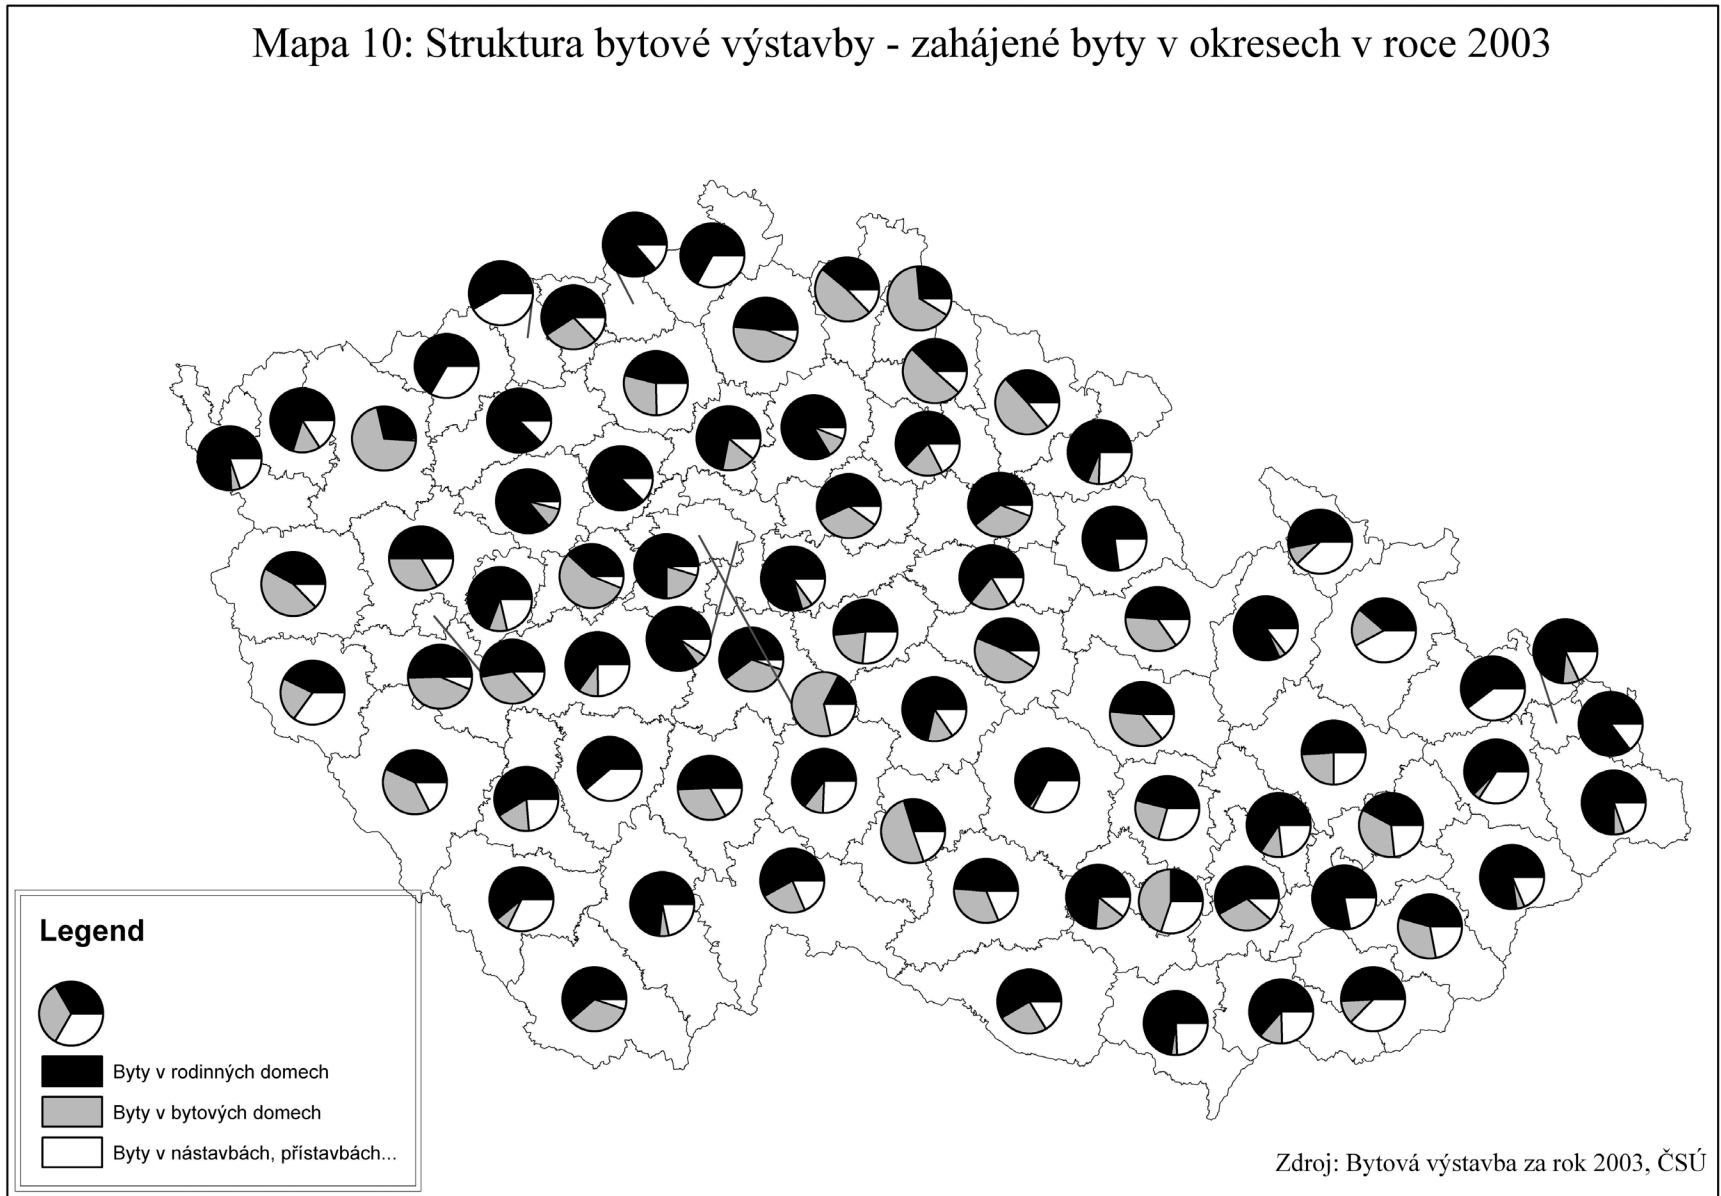 Mapa 10: Struktura bytové výstavby - zahájené byty v okresech v roce 2003
Legend
Byty v rodinných domech
Byty v bytových domech
Byty v nástavbách, přístavbách...
Zdroj: Bytová výstavba za rok 2003, ČSÚ